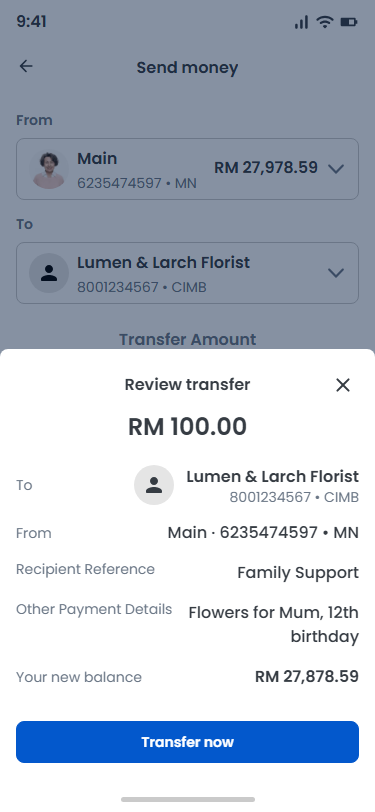 9:41
Send money
From
Main
RM 27,978.59
6235474597 • MN
To
Lumen & Larch Florist
8001234567 • CIMB
Transfer Amount
Review transfer
RM 100.00
To
Lumen & Larch Florist
8001234567 • CIMB
From
Main · 6235474597 • MN
Recipient Reference
Family Support
Other Payment Details
Flowers for Mum, 12th
birthday
Your new balance
RM 27,878.59
Transfer now